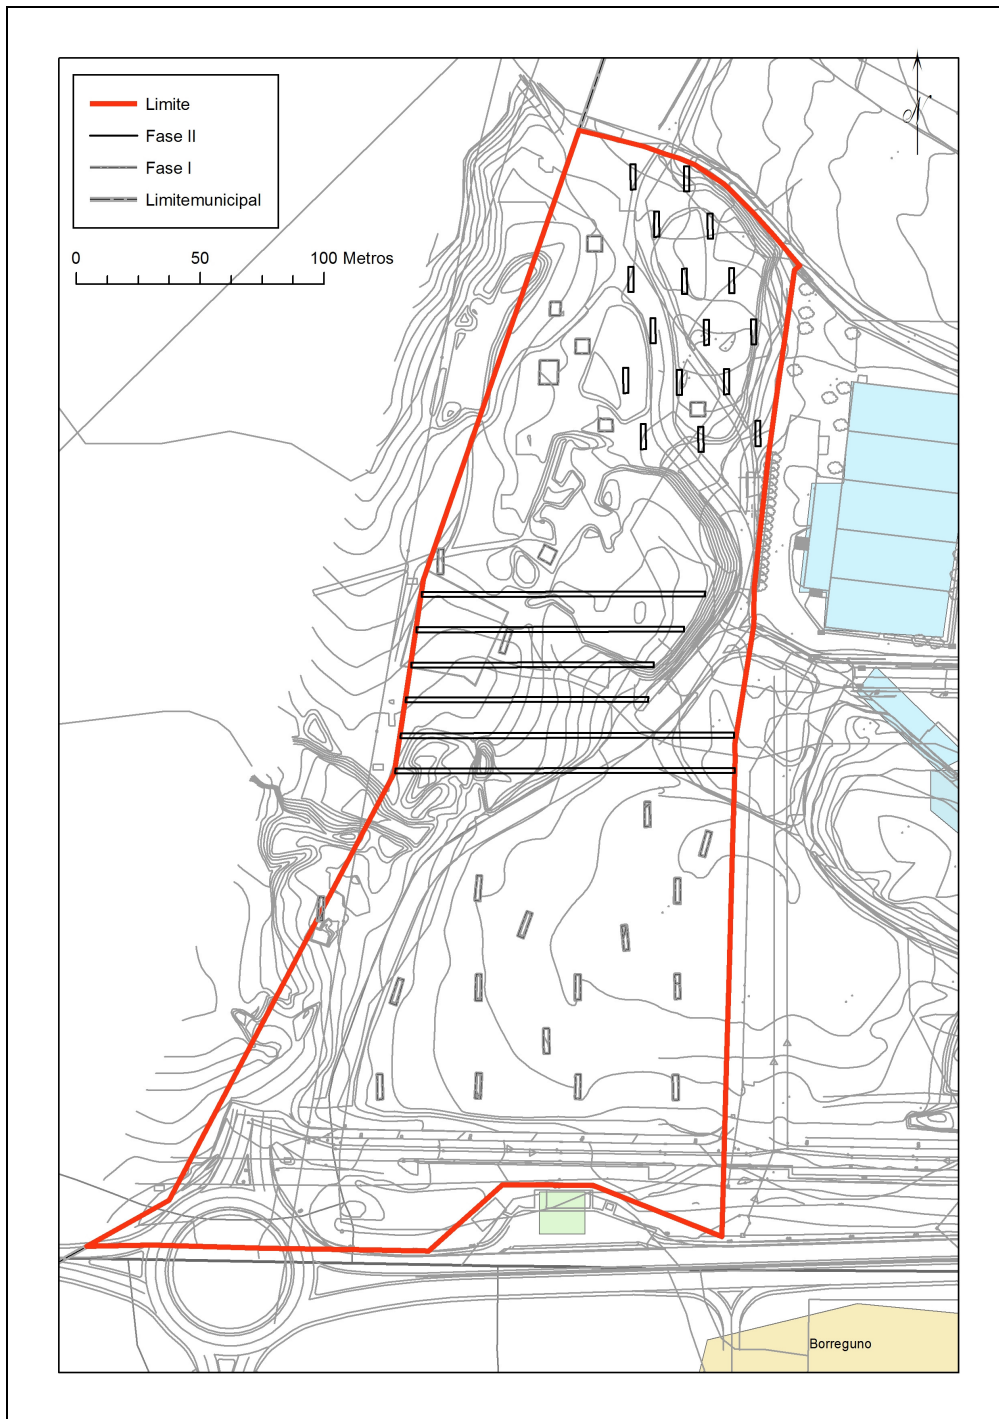 Limite
Fase II
Fase I
Limitemunicipal
0 50 100 Metros
Borreguno